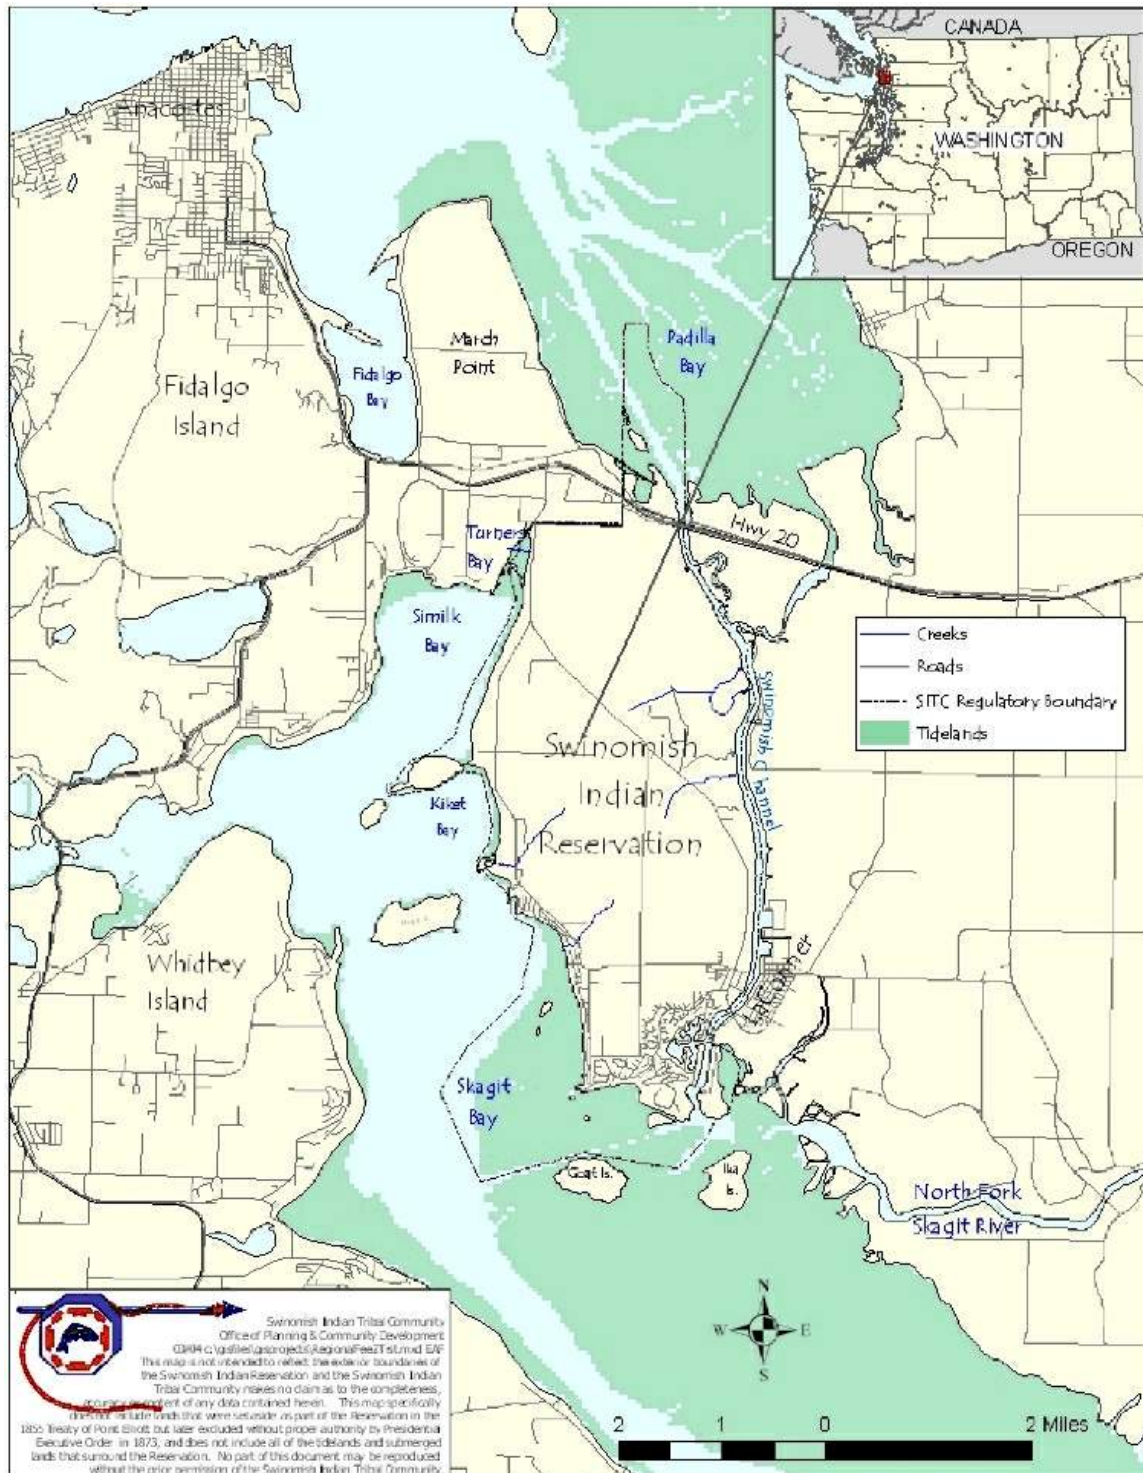 CANADA
WASHINGTON
OREGON
Anacortes
Fidalgo
Island
Fidalgo
Bay
March
Point
Padilla
Bay
Hwy 20
Turners
Bay
Similk
Bay
Creeks
Roads
SITC Regulatory Boundary
Tidelands
Swinomish Channel
Swinomish
Indian
Reservation
Kiket
Bay
Whidbey
Island
LaConner
Skagit
Bay
Goat Is.
Ika
Is.
North Fork
Skagit River
N
W
E
S
2
1
0
2 Miles
Swinomish Indian Tribal Community
Office of Planning & Community Development
This map is not intended to reflect the exterior boundaries of
the Swinomish Indian Reservation and the Swinomish Indian
Tribal Community makes no claim as to the completeness,
accuracy or content of any data contained herein. This map specifically
does not include lands that were set aside as part of the Reservation in the
1855 Treaty of Point Elliott but later excluded without proper authority by Presidential
Executive Order in 1873, and does not include all of the tidelands and submerged
lands that surround the Reservation. No part of this document may be reproduced
without the prior permission of the Swinomish Indian Tribal Community